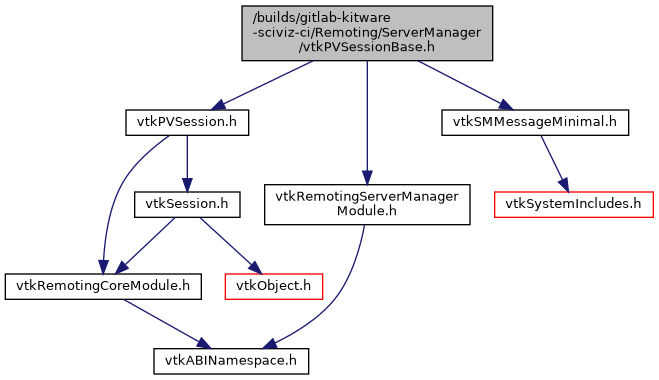 /builds/gitlab-kitware
-sciviz-ci/Remoting/ServerManager
/vtkPVSessionBase.h
vtkPVSession.h
vtkSMMessageMinimal.h
vtkSession.h
vtkRemotingServerManager
Module.h
vtkSystemIncludes.h
vtkRemotingCoreModule.h
vtkObject.h
vtkABINamespace.h